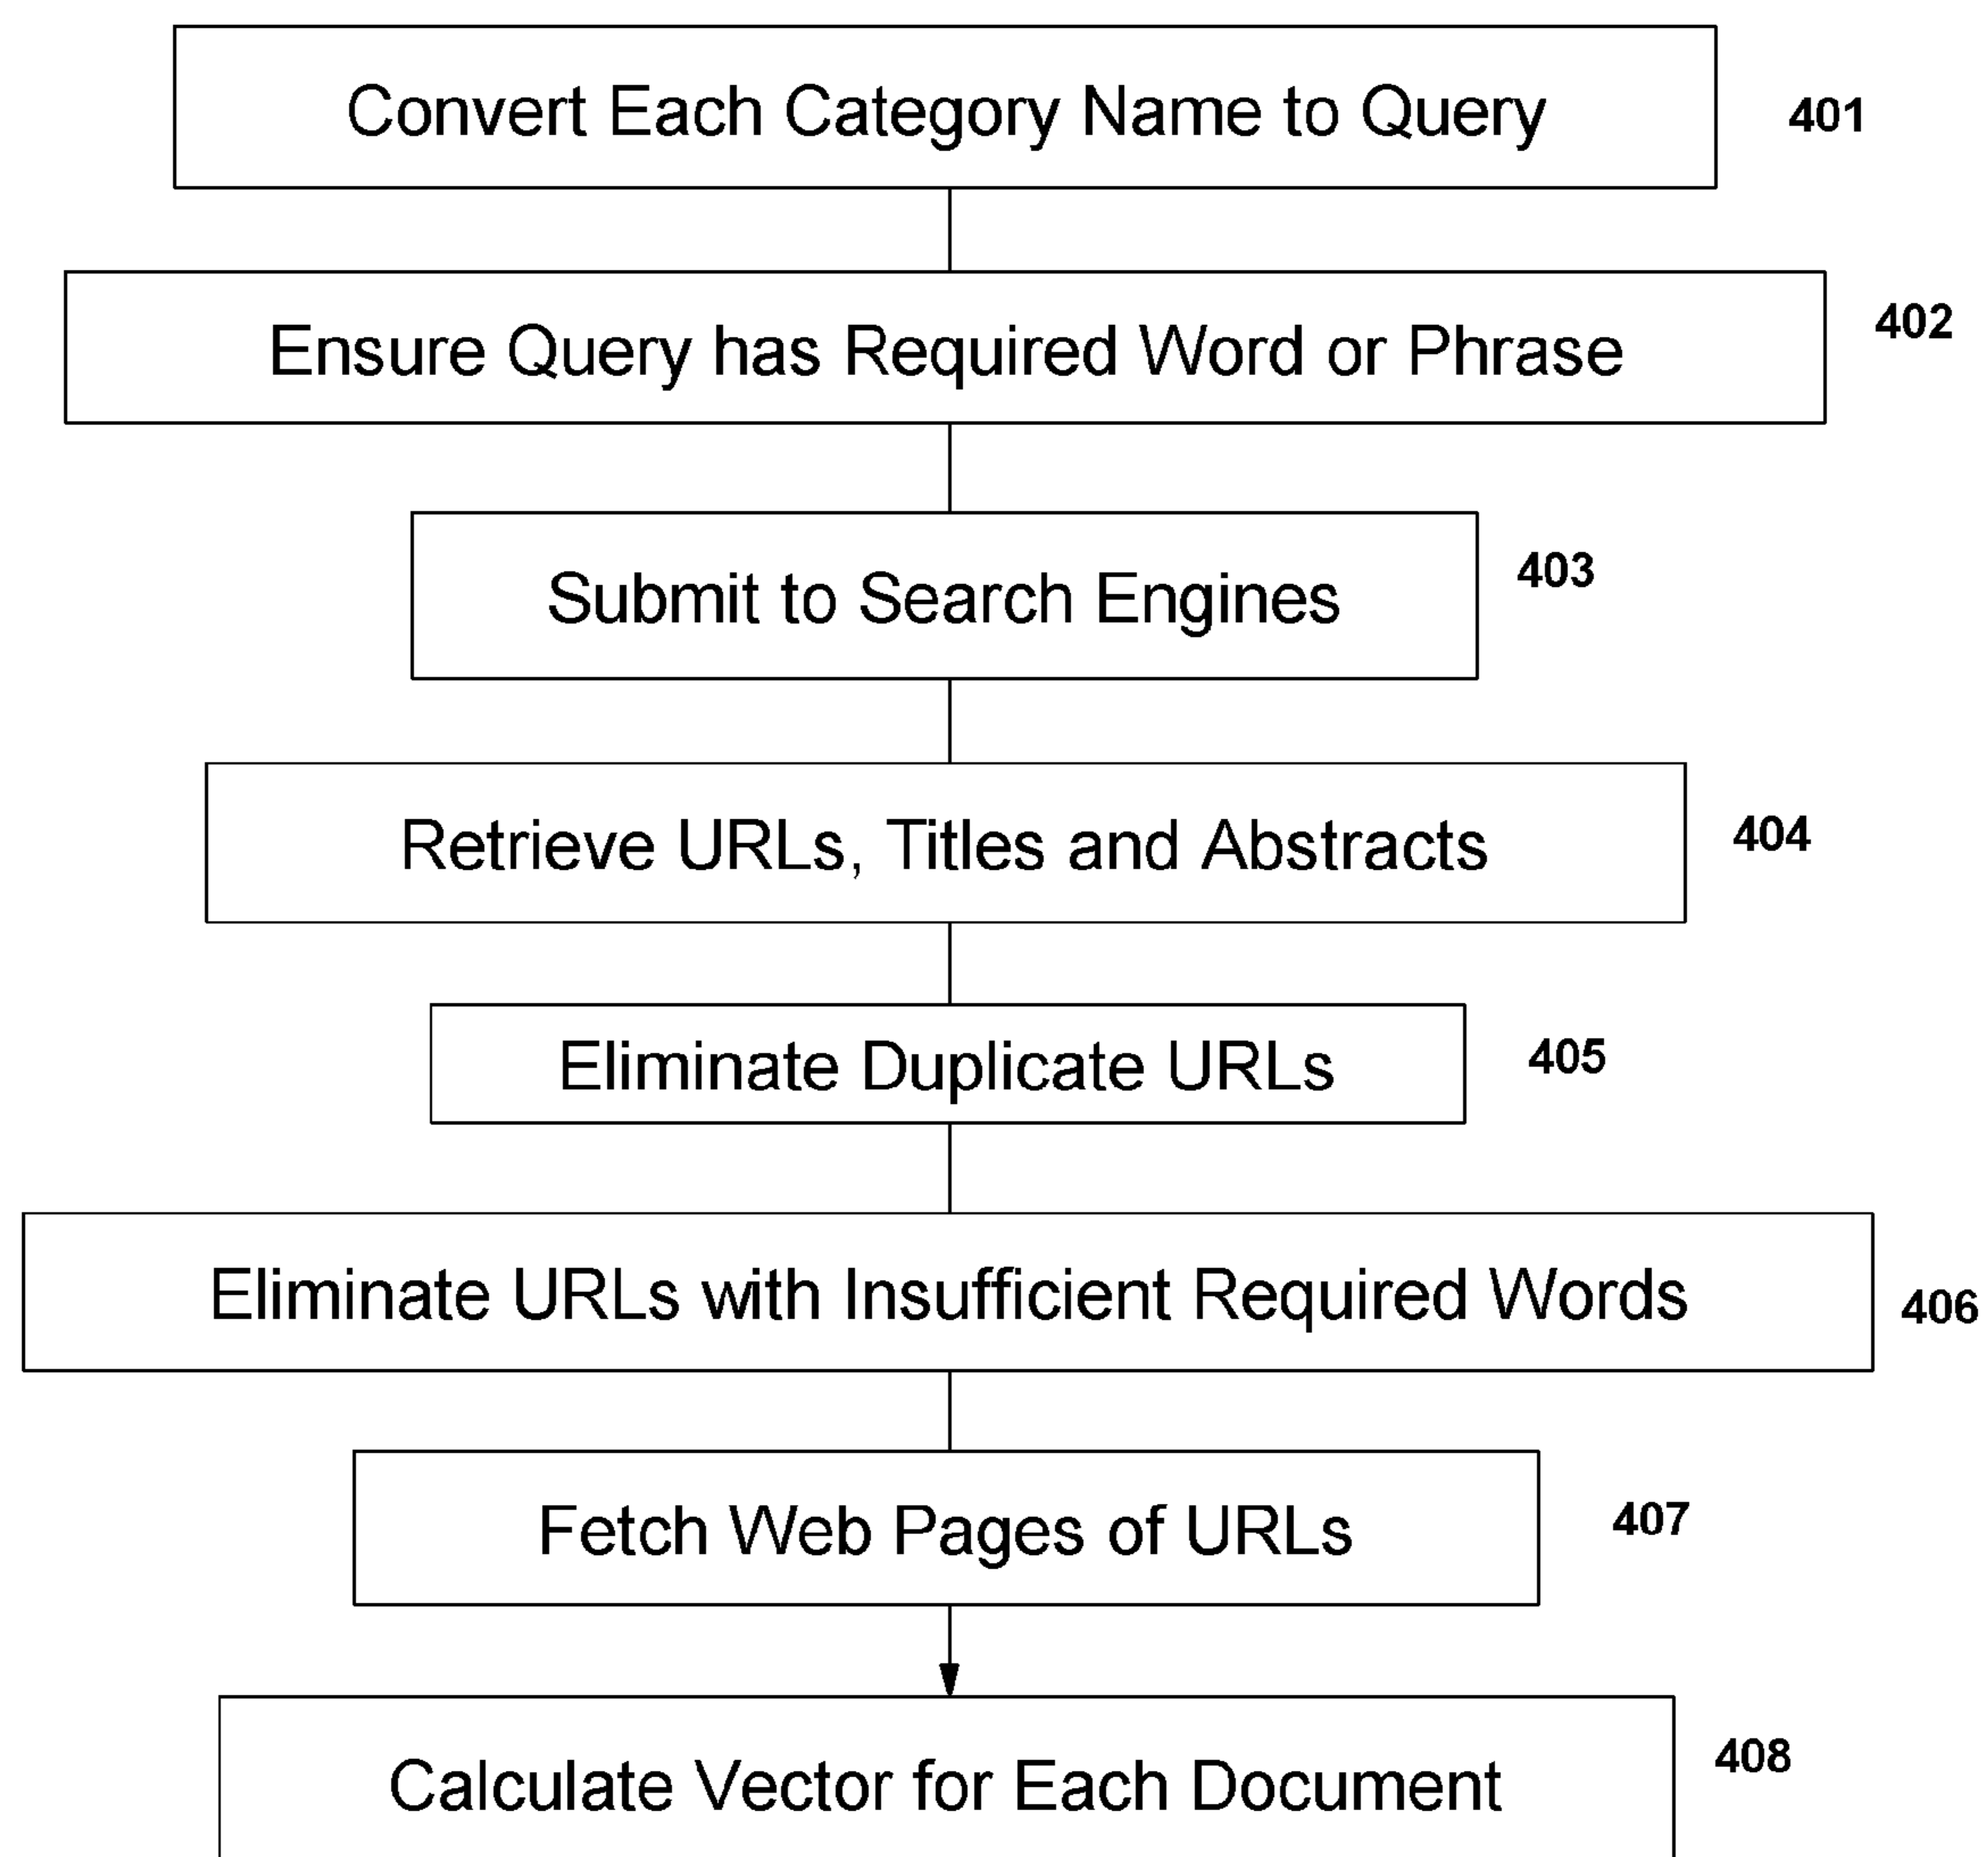 Convert Each Category Name to Query 401
Ensure Query has Required Word or Phrase 402
Submit to Search Engines 403
Retrieve URLs, Titles and Abstracts 404
Eliminate Duplicate URLs 405
Eliminate URLs with Insufficient Required Words 406
Fetch Web Pages of URLs 407
Calculate Vector for Each Document 408